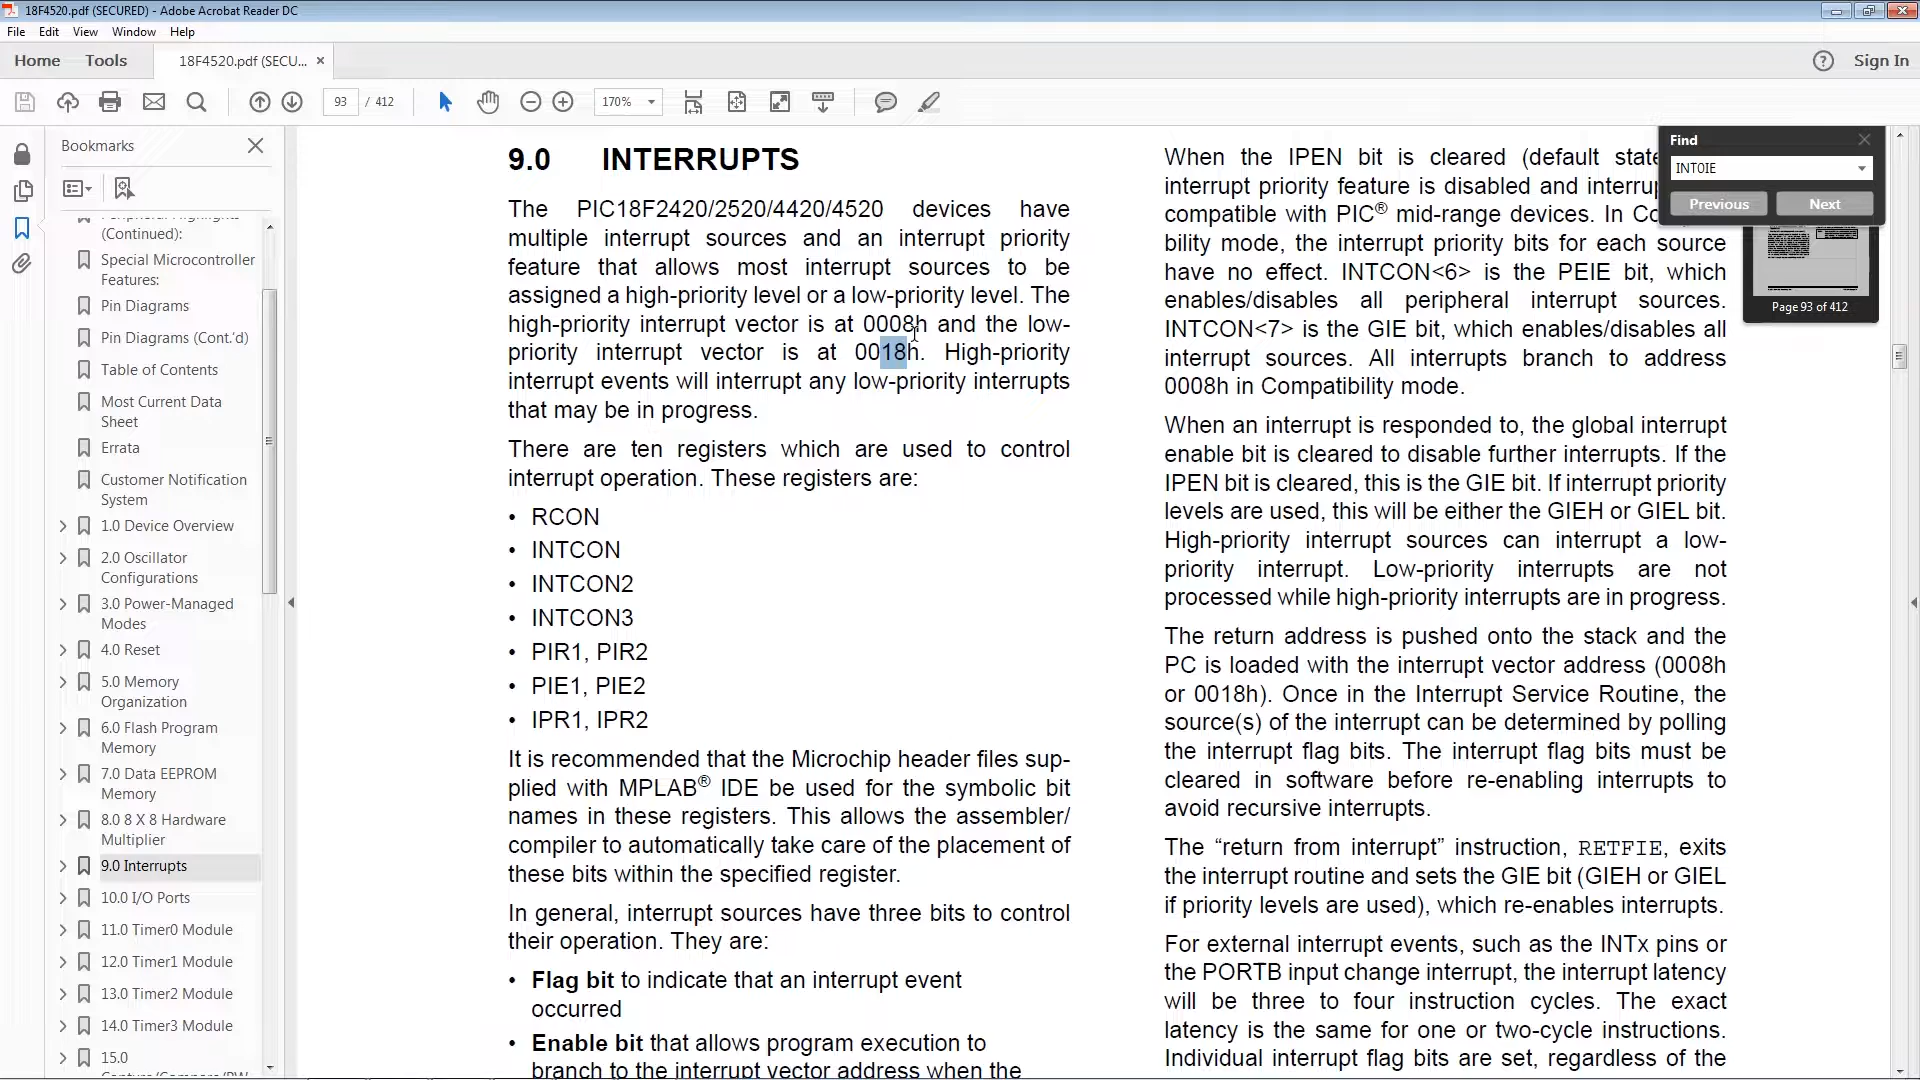 18F4520.pdf (SECURED) - Adobe Acrobat Reader DC
File Edit View Window Help
Home Tools 18F4520.pdf (SECU... × Sign In
93 / 412 170%
Bookmarks
(Continued):
Special Microcontroller
Features:
Pin Diagrams
Pin Diagrams (Cont.'d)
Table of Contents
Most Current Data
Sheet
Errata
Customer Notification
System
1.0 Device Overview
2.0 Oscillator
Configurations
3.0 Power-Managed
Modes
4.0 Reset
5.0 Memory
Organization
6.0 Flash Program
Memory
7.0 Data EEPROM
Memory
8.0 8 X 8 Hardware
Multiplier
9.0 Interrupts
10.0 I/O Ports
11.0 Timer0 Module
12.0 Timer1 Module
13.0 Timer2 Module
14.0 Timer3 Module
15.0
9.0 INTERRUPTS
The PIC18F2420/2520/4420/4520 devices have
multiple interrupt sources and an interrupt priority
feature that allows most interrupt sources to be
assigned a high-priority level or a low-priority level. The
high-priority interrupt vector is at 0008h and the low-
priority interrupt vector is at 0018h. High-priority
interrupt events will interrupt any low-priority interrupts
that may be in progress.
There are ten registers which are used to control
interrupt operation. These registers are:
• RCON
• INTCON
• INTCON2
• INTCON3
• PIR1, PIR2
• PIE1, PIE2
• IPR1, IPR2
It is recommended that the Microchip header files sup-
plied with MPLAB® IDE be used for the symbolic bit
names in these registers. This allows the assembler/
compiler to automatically take care of the placement of
these bits within the specified register.
In general, interrupt sources have three bits to control
their operation. They are:
• Flag bit to indicate that an interrupt event
occurred
• Enable bit that allows program execution to
branch to the interrupt vector address when the
When the IPEN bit is cleared (default state
interrupt priority feature is disabled and interrup
compatible with PIC® mid-range devices. In Co
bility mode, the interrupt priority bits for each source
have no effect. INTCON<6> is the PEIE bit, which
enables/disables all peripheral interrupt sources.
INTCON<7> is the GIE bit, which enables/disables all
interrupt sources. All interrupts branch to address
0008h in Compatibility mode.
When an interrupt is responded to, the global interrupt
enable bit is cleared to disable further interrupts. If the
IPEN bit is cleared, this is the GIE bit. If interrupt priority
levels are used, this will be either the GIEH or GIEL bit.
High-priority interrupt sources can interrupt a low-
priority interrupt. Low-priority interrupts are not
processed while high-priority interrupts are in progress.
The return address is pushed onto the stack and the
PC is loaded with the interrupt vector address (0008h
or 0018h). Once in the Interrupt Service Routine, the
source(s) of the interrupt can be determined by polling
the interrupt flag bits. The interrupt flag bits must be
cleared in software before re-enabling interrupts to
avoid recursive interrupts.
The “return from interrupt” instruction, RETFIE, exits
the interrupt routine and sets the GIE bit (GIEH or GIEL
if priority levels are used), which re-enables interrupts.
For external interrupt events, such as the INTx pins or
the PORTB input change interrupt, the interrupt latency
will be three to four instruction cycles. The exact
latency is the same for one or two-cycle instructions.
Individual interrupt flag bits are set, regardless of the
Find
INT0IE
Previous Next
Page 93 of 412